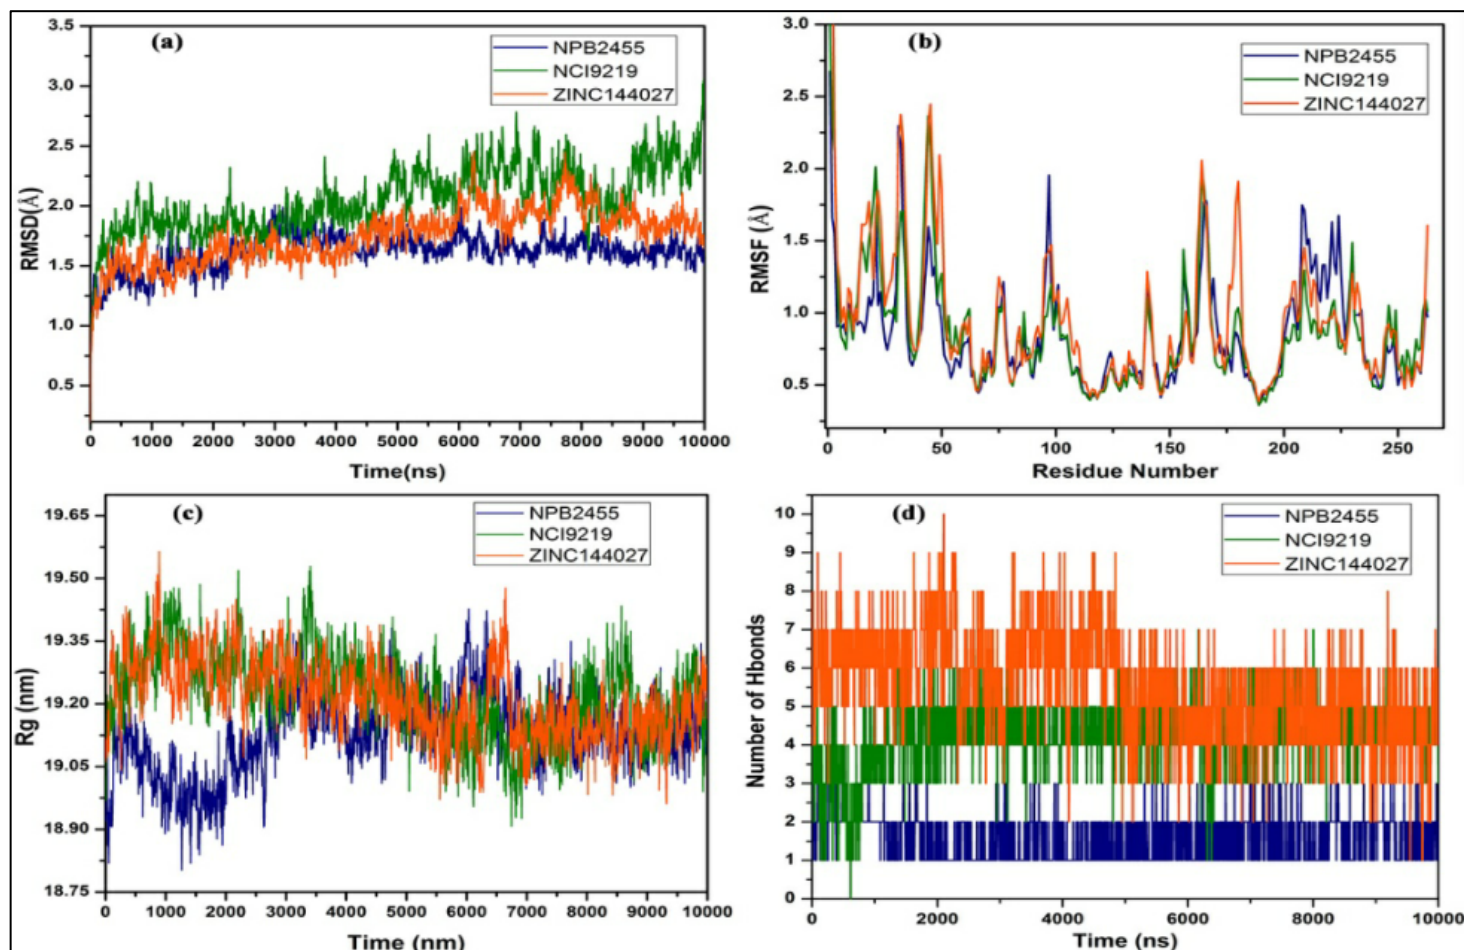 (a)
NPB2455
NCI9219
ZINC144027
3.5
3.0
2.5
2.0
1.5
1.0
0.5
RMSD(Å)
0 1000 2000 3000 4000 5000 6000 7000 8000 9000 10000
Time(ns)
(b)
NPB2455
NCI9219
ZINC144027
3.0
2.5
2.0
1.5
1.0
0.5
RMSF (Å)
0 50 100 150 200 250
Residue Number
(c)
NPB2455
NCI9219
ZINC144027
19.65
19.50
19.35
19.20
19.05
18.90
18.75
Rg (nm)
0 1000 2000 3000 4000 5000 6000 7000 8000 9000 10000
Time (nm)
(d)
NPB2455
NCI9219
ZINC144027
10
9
8
7
6
5
4
3
2
1
0
Number of Hbonds
0 2000 4000 6000 8000 10000
Time (ns)